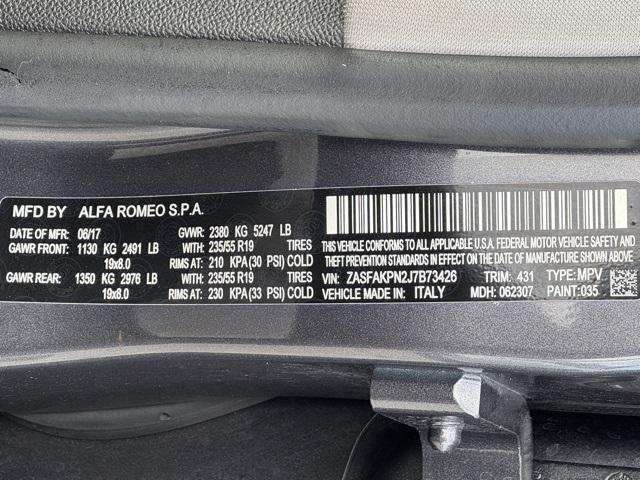 MFD BY ALFA ROMEO S.P.A.
DATE OF MFR: 06/17 GVWR: 2380 KG 5247 LB
GAWR FRONT: 1130 KG 2491 LB WITH 235/55 R19 TIRES
19x8.0 RIMS AT 210 KPA (30 PSI) COLD
GAWR REAR: 1350 KG 2976 LB WITH 235/55 R19 TIRES
19x8.0 RIMS AT 230 KPA (33 PSI) COLD
THIS VEHICLE CONFORMS TO ALL APPLICABLE U.S.A. FEDERAL MOTOR VEHICLE SAFETY AND
THEFT PREVENTION STANDARDS IN EFFECT ON THE DATE OF MANUFACTURE SHOWN ABOVE
VIN: ZASFAKPN2J7B73426 TRIM: 431 TYPE: MPV
VEHICLE MADE IN: ITALY MDH: 062307 PAINT: 035